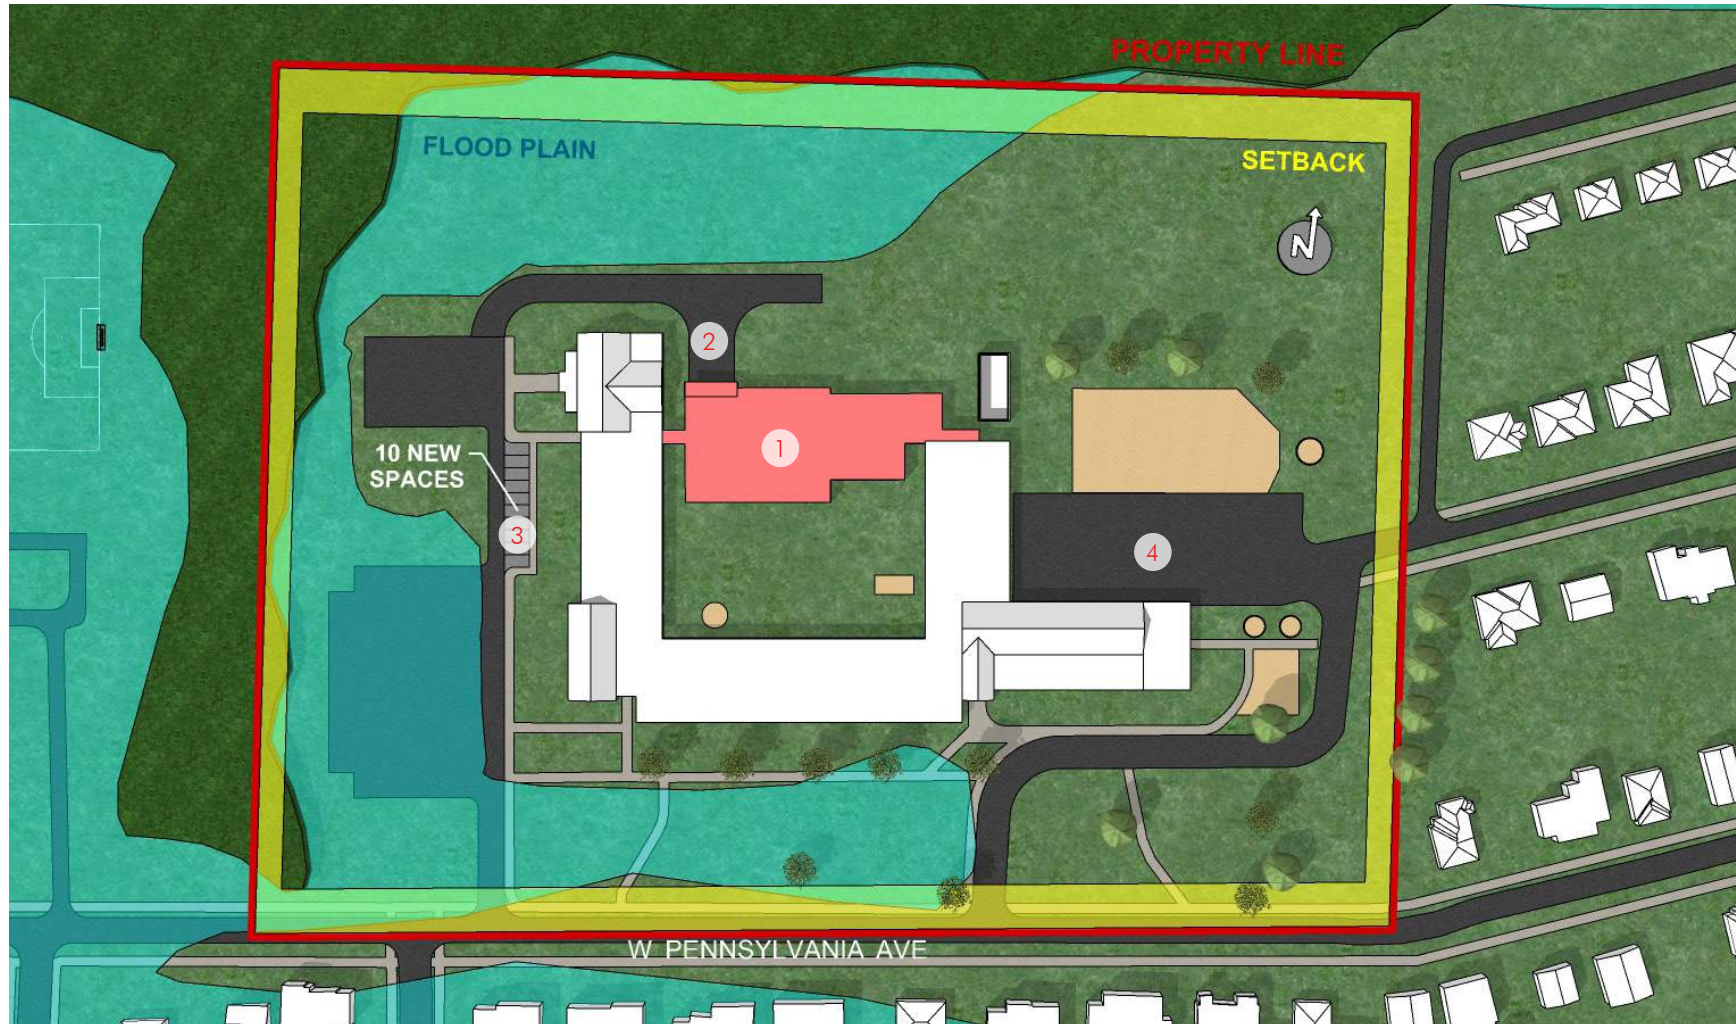 PROPERTY LINE
FLOOD PLAIN
SETBACK
N
2
1
10 NEW
SPACES
3
4
W PENNSYLVANIA AVE